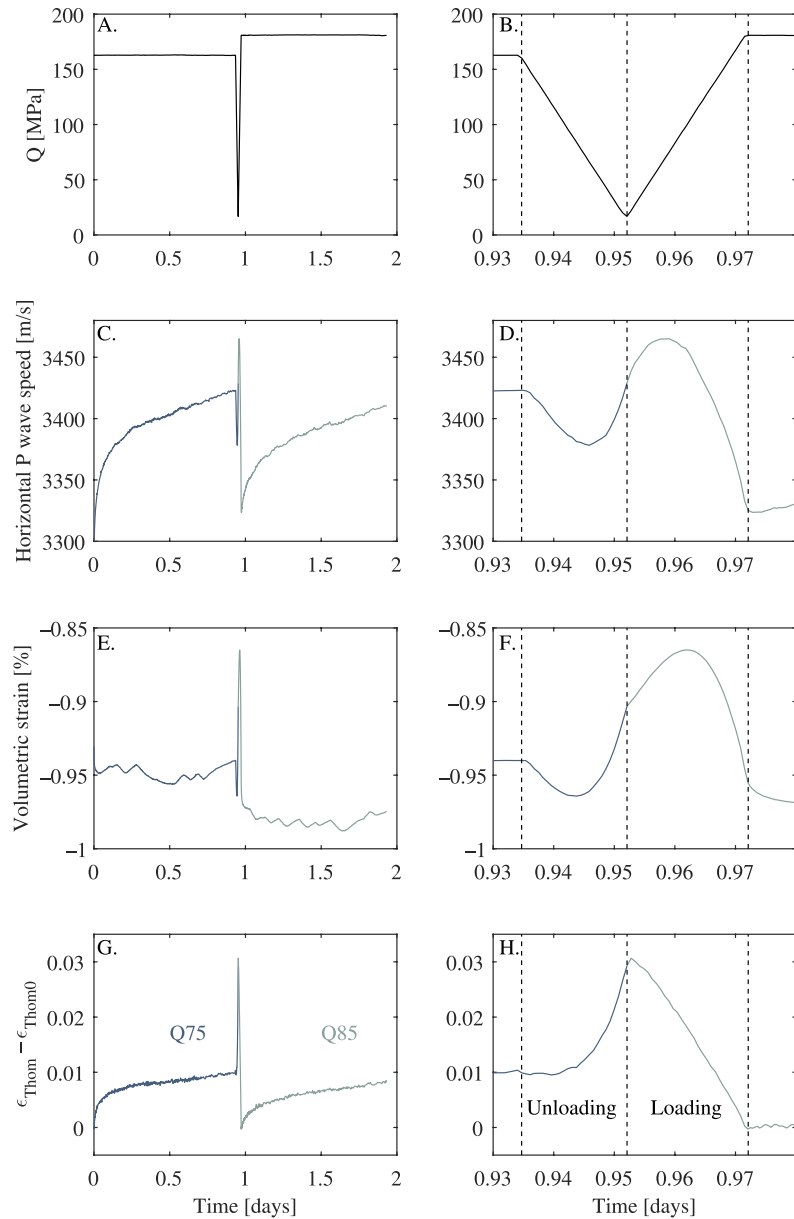 A.
200
150
100
50
0
Q [MPa]
0 0.5 1 1.5 2
B.
200
150
100
50
0
0.93 0.94 0.95 0.96 0.97
C.
3450
3400
3350
3300
Horizontal P wave speed [m/s]
0 0.5 1 1.5 2
D.
3450
3400
3350
3300
0.93 0.94 0.95 0.96 0.97
E.
−0.85
−0.9
−0.95
−1
Volumetric strain [%]
0 0.5 1 1.5 2
F.
−0.85
−0.9
−0.95
−1
0.93 0.94 0.95 0.96 0.97
G.
0.03
0.02
0.01
0
ϵThom − ϵThom0
Q75 Q85
0 0.5 1 1.5 2
Time [days]
H.
0.03
0.02
0.01
0
Unloading Loading
0.93 0.94 0.95 0.96 0.97
Time [days]